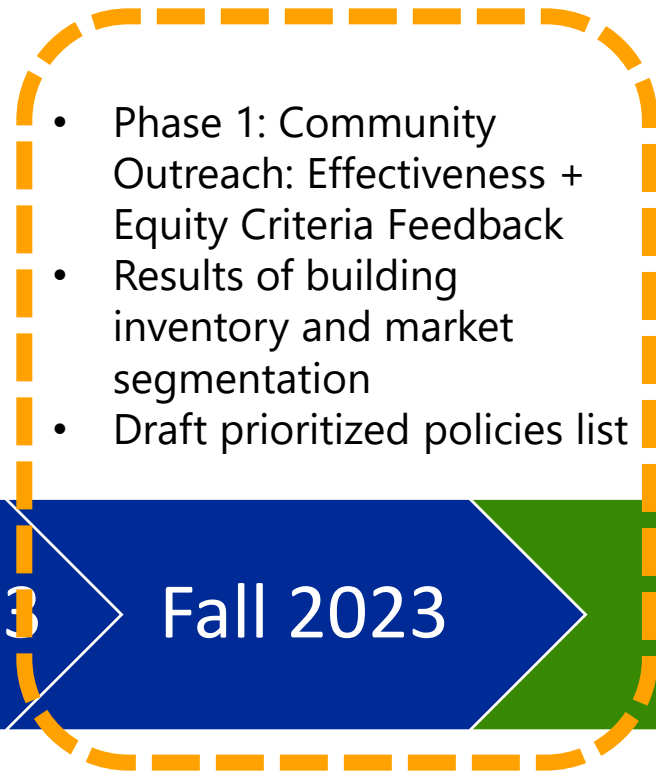 • Phase 1: Community
Outreach: Effectiveness +
Equity Criteria Feedback
• Results of building
inventory and market
segmentation
• Draft prioritized policies list
3
Fall 2023